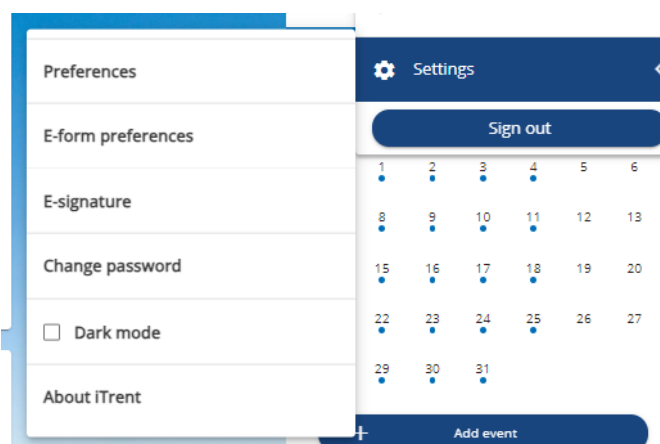 Preferences
E-form preferences
E-signature
Change password
Dark mode
About iTrent
Settings
Sign out
1 2 3 4 5 6
8 9 10 11 12 13
15 16 17 18 19 20
22 23 24 25 26 27
29 30 31
+ Add event